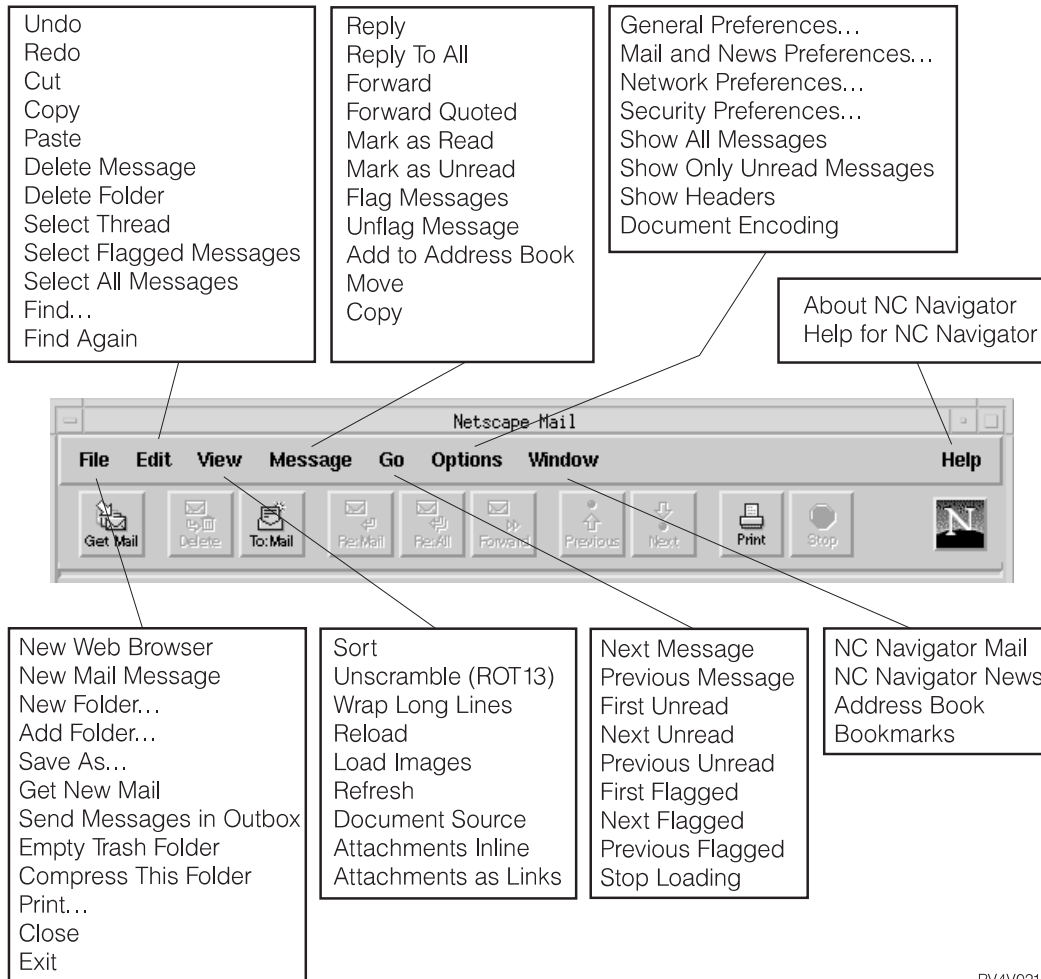 Undo
Redo
Cut
Copy
Paste
Delete Message
Delete Folder
Select Thread
Select Flagged Messages
Select All Messages
Find...
Find Again
Reply
Reply To All
Forward
Forward Quoted
Mark as Read
Mark as Unread
Flag Messages
Unflag Message
Add to Address Book
Move
Copy
General Preferences...
Mail and News Preferences...
Network Preferences...
Security Preferences...
Show All Messages
Show Only Unread Messages
Show Headers
Document Encoding
About NC Navigator
Help for NC Navigator
Netscape Mail
File Edit View Message Go Options Window Help
Get Mail Delete To: Mail Re: Mail Re: All Forward Previous Next Print Stop N
New Web Browser
New Mail Message
New Folder...
Add Folder...
Save As...
Get New Mail
Send Messages in Outbox
Empty Trash Folder
Compress This Folder
Print...
Close
Exit
Sort
Unscramble (ROT13)
Wrap Long Lines
Reload
Load Images
Refresh
Document Source
Attachments Inline
Attachments as Links
Next Message
Previous Message
First Unread
Next Unread
Previous Unread
First Flagged
Next Flagged
Previous Flagged
Stop Loading
NC Navigator Mail
NC Navigator News
Address Book
Bookmarks